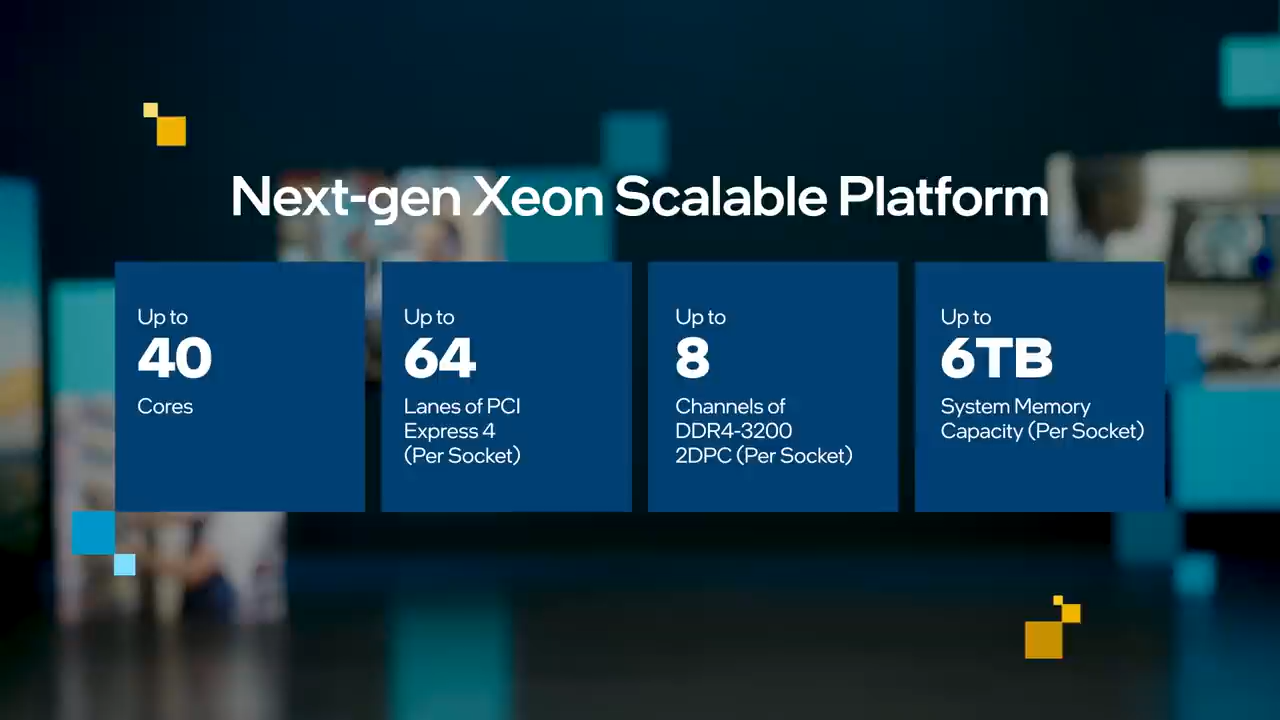 Next-gen Xeon Scalable Platform
Up to
40
Cores
Up to
64
Lanes of PCI
Express 4
(Per Socket)
Up to
8
Channels of
DDR4-3200
2DPC (Per Socket)
Up to
6TB
System Memory
Capacity (Per Socket)